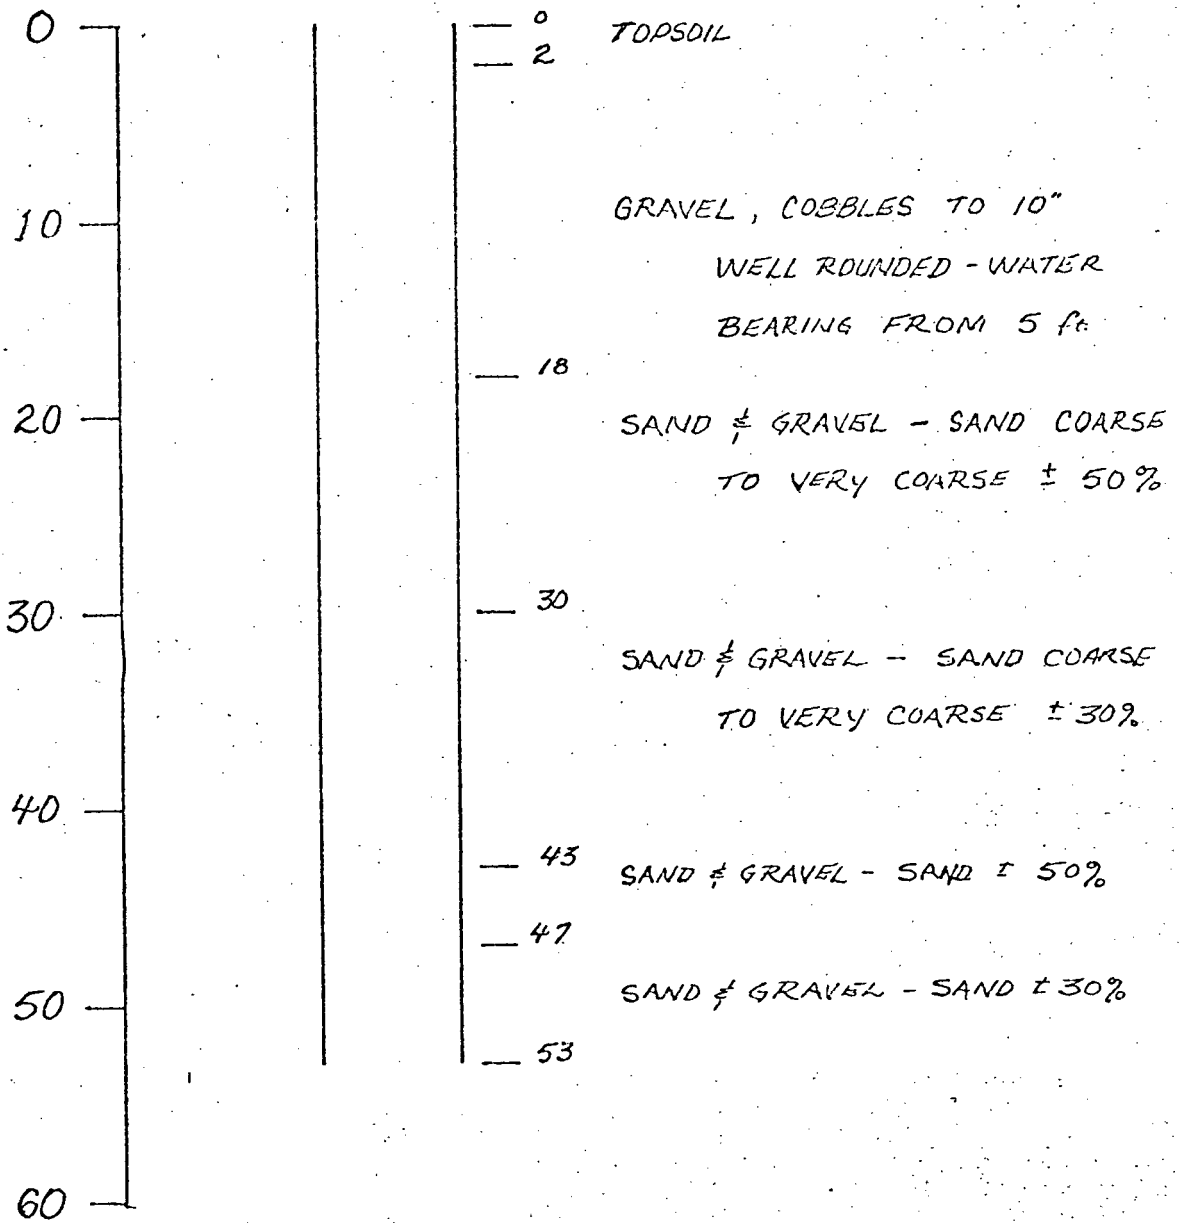 0
0 TOPSOIL
2
10
GRAVEL, COBBLES TO 10"
WELL ROUNDED - WATER
BEARING FROM 5 ft.
18
20
SAND & GRAVEL - SAND COARSE
TO VERY COARSE ± 50%
30
30
SAND & GRAVEL - SAND COARSE
TO VERY COARSE ± 30%
40
43
SAND & GRAVEL - SAND ± 50%
47
50
SAND & GRAVEL - SAND ± 30%
53
60